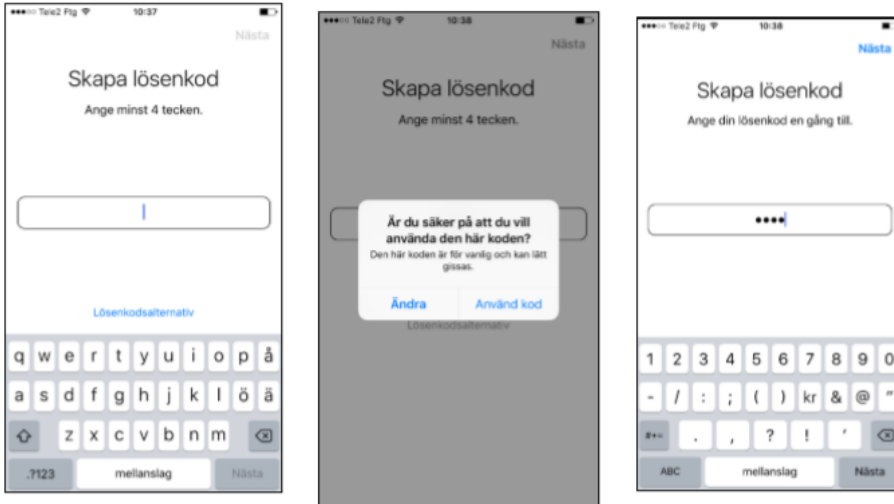 Tele2 Ftg 10:37
Nästa
Skapa lösenkod
Ange minst 4 tecken.
Lösenkodsalternativ
q w e r t y u i o p å
a s d f g h j k l ö ä
z x c v b n m
.?123 mellanslag Nästa
Tele2 Ftg 10:38
Nästa
Skapa lösenkod
Ange minst 4 tecken.
Är du säker på att du vill
använda den här koden?
Den här koden är för vanlig och kan lätt
gissas.
Ändra Använd kod
Lösenkodsalternativ
Tele2 Ftg 10:38
Nästa
Skapa lösenkod
Ange din lösenkod en gång till.
••••
1 2 3 4 5 6 7 8 9 0
- / : ; ( ) kr & @ "
#+= . , ? ! '
ABC mellanslag Nästa